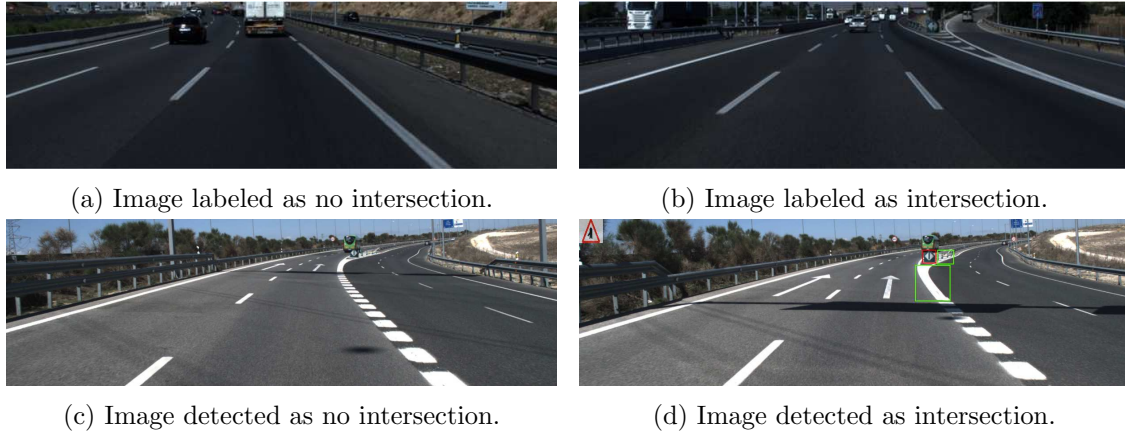 (a) Image labeled as no intersection.
(b) Image labeled as intersection.
(c) Image detected as no intersection.
(d) Image detected as intersection.